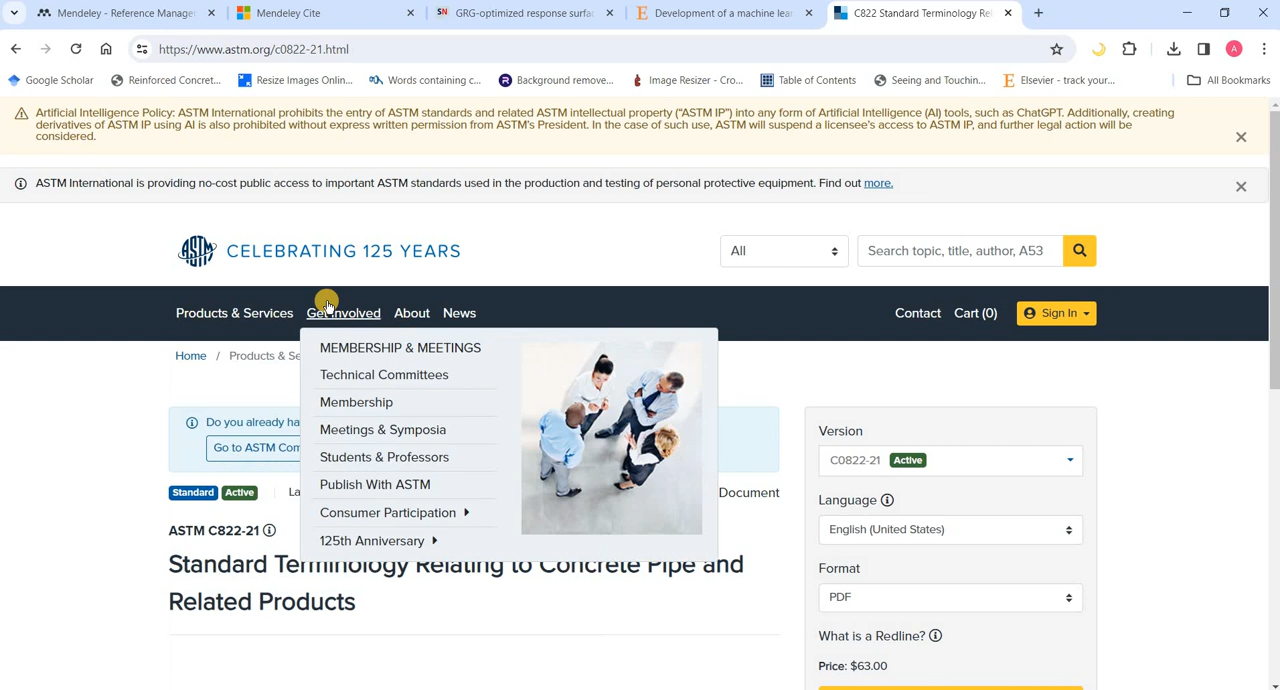 Mendeley - Reference Manage
Mendeley Cite
GRG-optimized response surfa
Development of a machine lea
C822 Standard Terminology Re
https://www.astm.org/c0822-21.html
Google Scholar
Reinforced Concret...
Resize Images Onlin...
Words containing c...
Background remove...
Image Resizer - Cro...
Table of Contents
Seeing and Touchin...
Elsevier - track your...
All Bookmarks
Artificial Intelligence Policy: ASTM International prohibits the entry of ASTM standards and related ASTM intellectual property (“ASTM IP”) into any form of Artificial Intelligence (AI) tools, such as ChatGPT. Additionally, creating
derivatives of ASTM IP using AI is also prohibited without express written permission from ASTM's President. In the case of such use, ASTM will suspend a licensee's access to ASTM IP, and further legal action will be
considered.
ASTM International is providing no-cost public access to important ASTM standards used in the production and testing of personal protective equipment. Find out more.
ASTM CELEBRATING 125 YEARS
All
Search topic, title, author, A53
Products & Services
Get Involved
About
News
Contact
Cart (0)
Sign In
Home / Products & Se
MEMBERSHIP & MEETINGS
Technical Committees
Membership
Meetings & Symposia
Students & Professors
Publish With ASTM
Consumer Participation
125th Anniversary
Do you already ha
Go to ASTM Com
Standard Active La
Document
ASTM C822-21
Standard Terminology Relating to Concrete Pipe and
Related Products
Version
C0822-21 Active
Language
English (United States)
Format
PDF
What is a Redline?
Price: $63.00